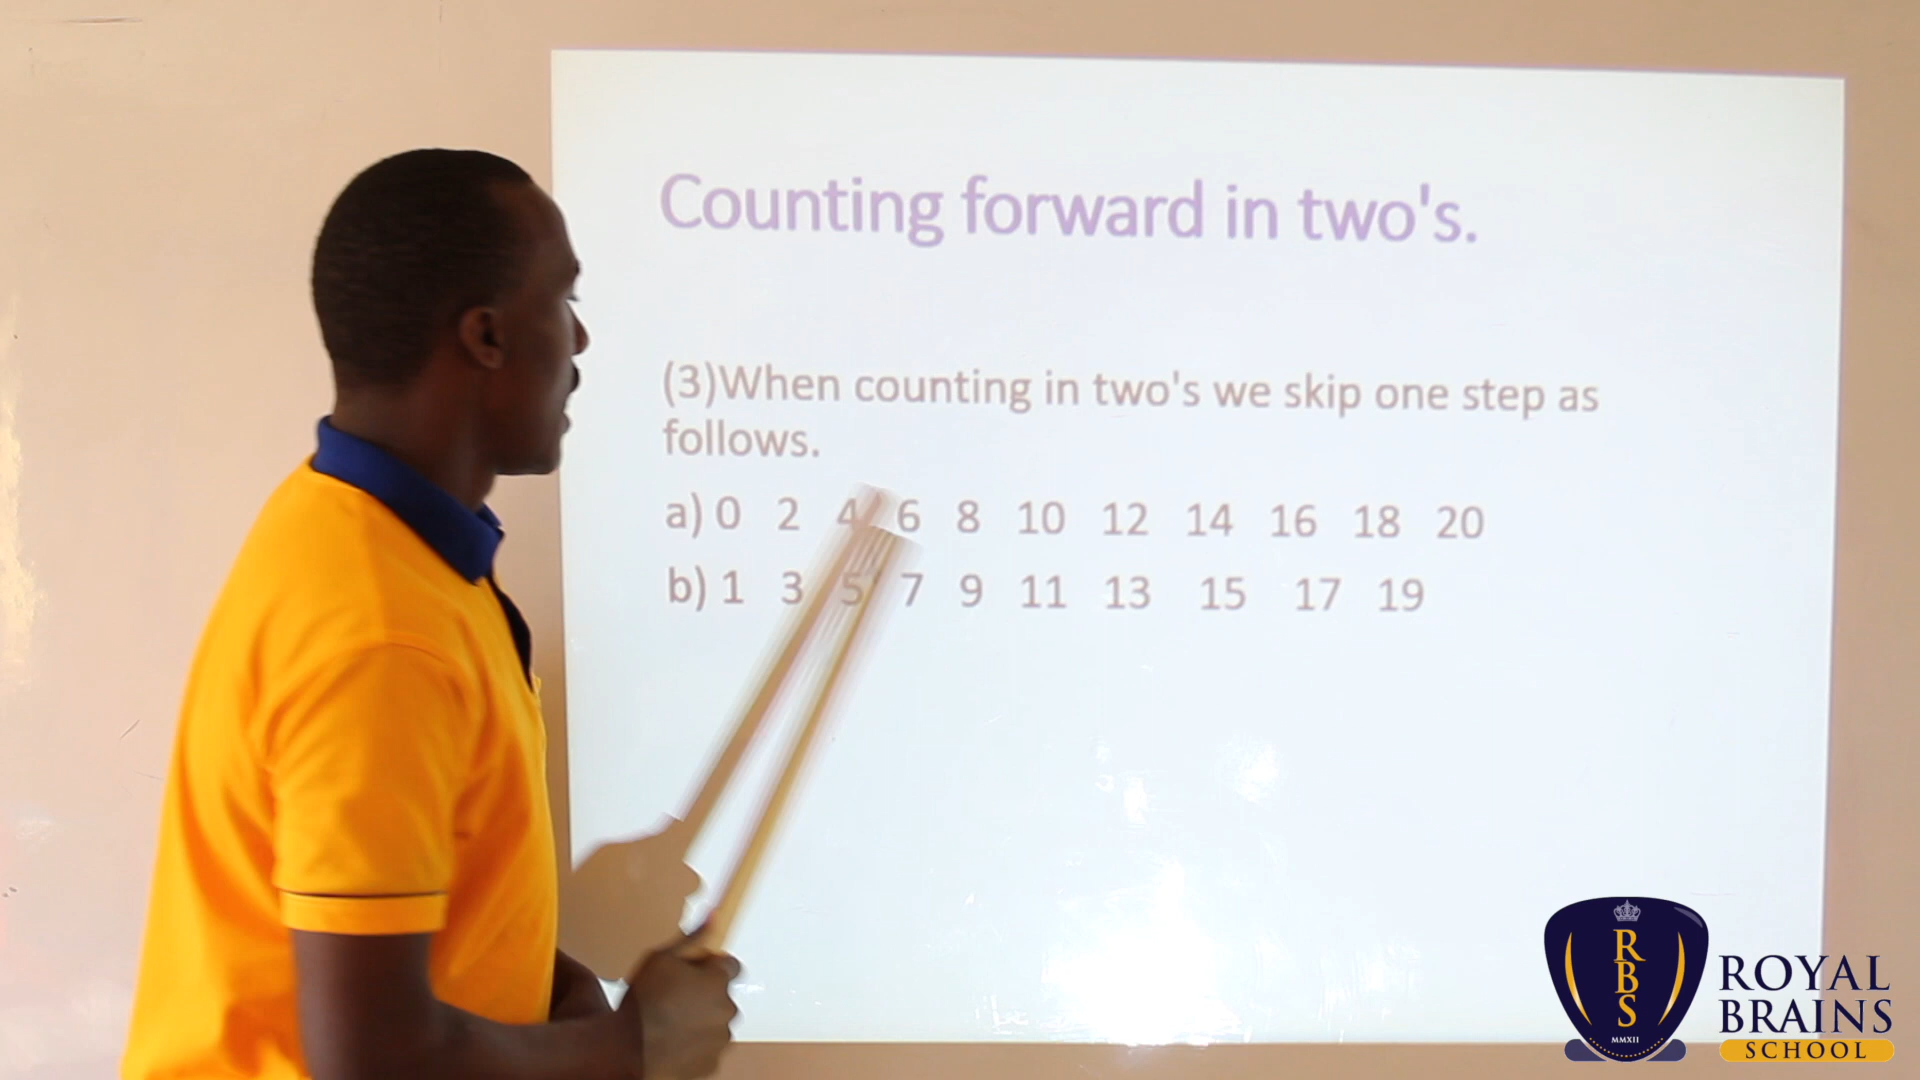 Counting forward in two's.
(3)When counting in two's we skip one step as
follows.
a) 0 2 4 6 8 10 12 14 16 18 20
b) 1 3 5 7 9 11 13 15 17 19
RBS
MMXII
ROYAL
BRAINS
SCHOOL